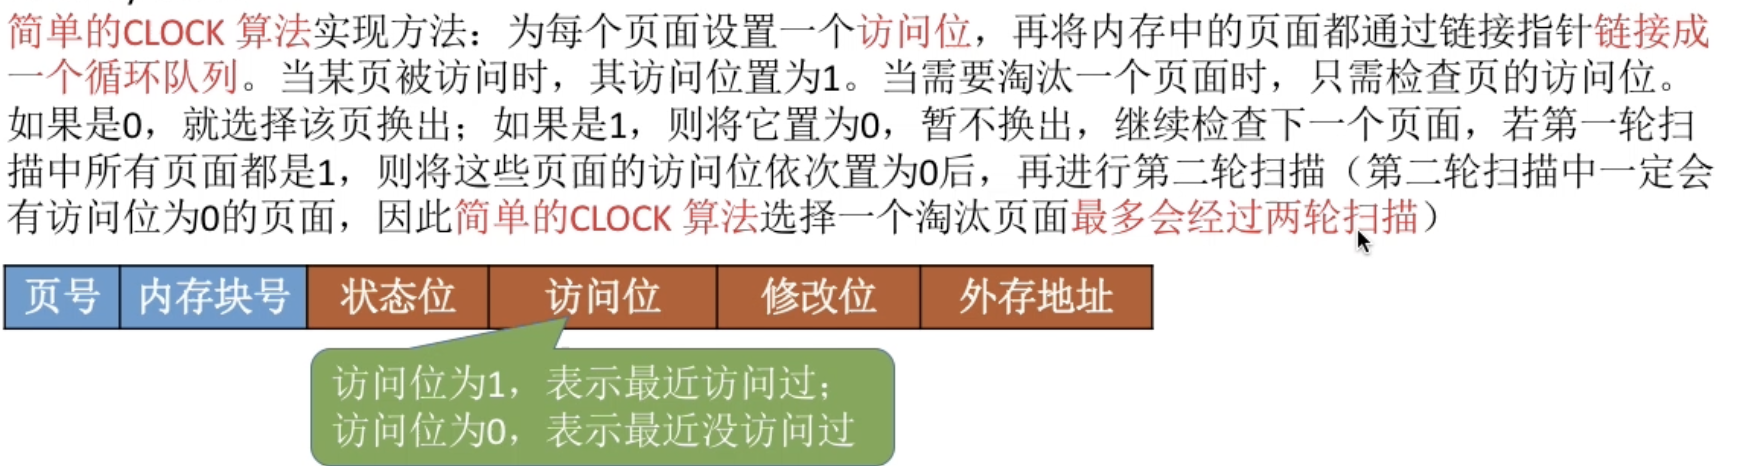 简单的CLOCK 算法实现方法：为每个页面设置一个访问位，再将内存中的页面都通过链接指针链接成
一个循环队列。当某页被访问时，其访问位置为1。当需要淘汰一个页面时，只需检查页的访问位。
如果是0，就选择该页换出；如果是1，则将它置为0，暂不换出，继续检查下一个页面，若第一轮扫
描中所有页面都是1，则将这些页面的访问位依次置为0后，再进行第二轮扫描（第二轮扫描中一定会
有访问位为0的页面，因此简单的CLOCK 算法选择一个淘汰页面最多会经过两轮扫描）
页号 内存块号 状态位 访问位 修改位 外存地址
访问位为1，表示最近访问过；
访问位为0，表示最近没访问过